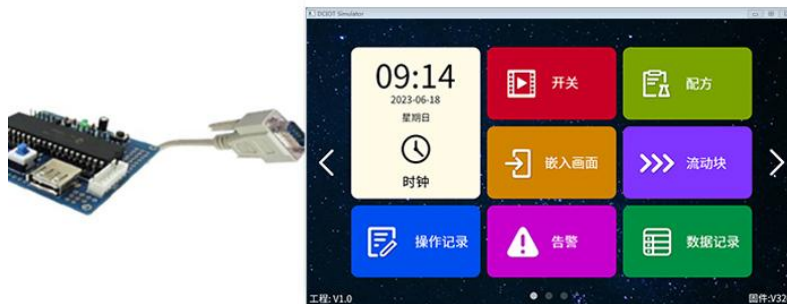 DCIOT Simulator
09:14
2023-06-18
星期日
时钟
开关
配方
嵌入画面
流动块
操作记录
告警
数据记录
工程: V1.0
固件:V32